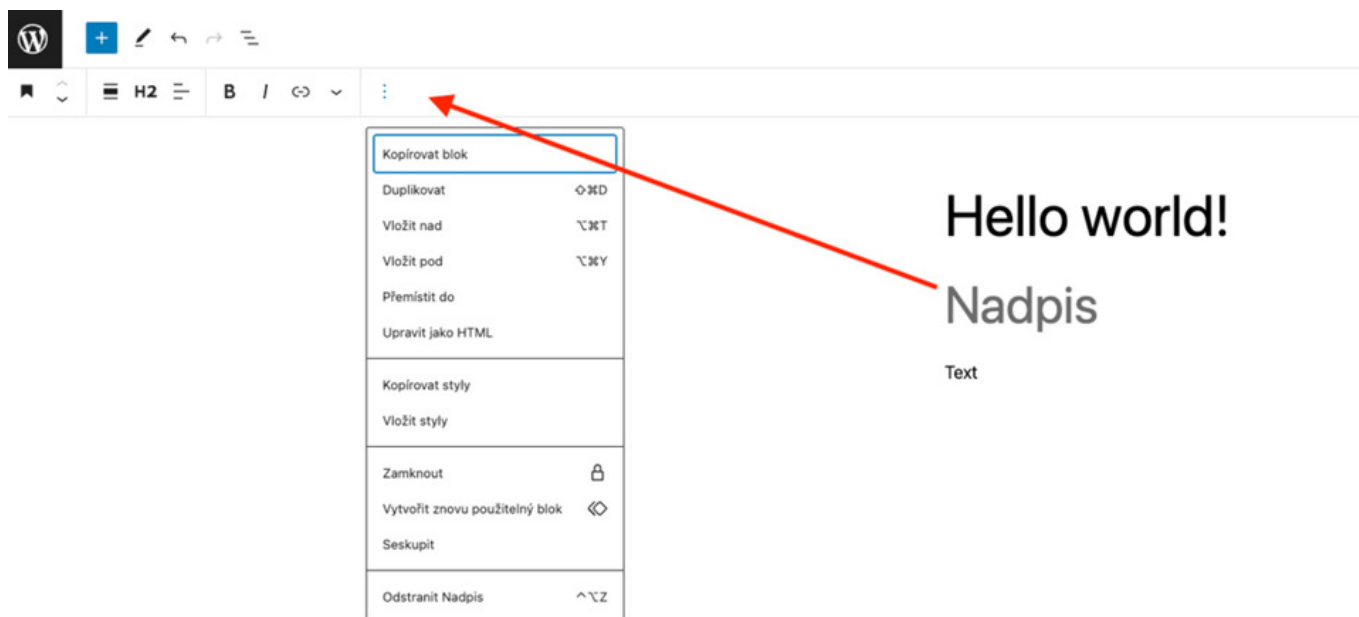 H2 B I
Kopírovat blok
Duplikovat ⇧⌘D
Vložit nad ⌥⌘T
Vložit pod ⌥⌘Y
Přemístit do
Upravit jako HTML
Kopírovat styly
Vložit styly
Zamknout
Vytvořit znovu použitelný blok
Seskupit
Odstranit Nadpis ^⌥Z
Hello world!
Nadpis
Text